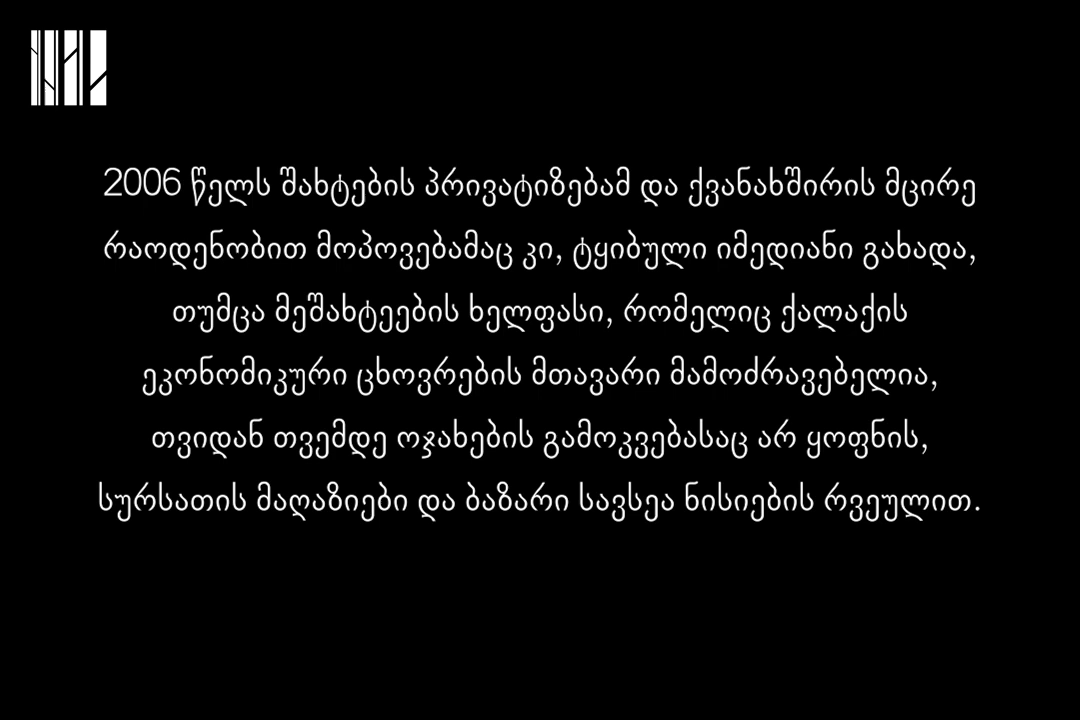 2006 წელს შახტების პრივატიზებამ და ქვანახშირის მცირე
რაოდენობით მოპოვებამაც კი, ტყიბული იმედიანი გახადა,
თუმცა მეშახტეების ხელფასი, რომელიც ქალაქის
ეკონომიკური ცხოვრების მთავარი მამოძრავებელია,
თვიდან თვემდე ოჯახების გამოკვებასაც არ ყოფნის,
სურსათის მაღაზიები და ბაზარი სავსეა ნისიების რვეულით.